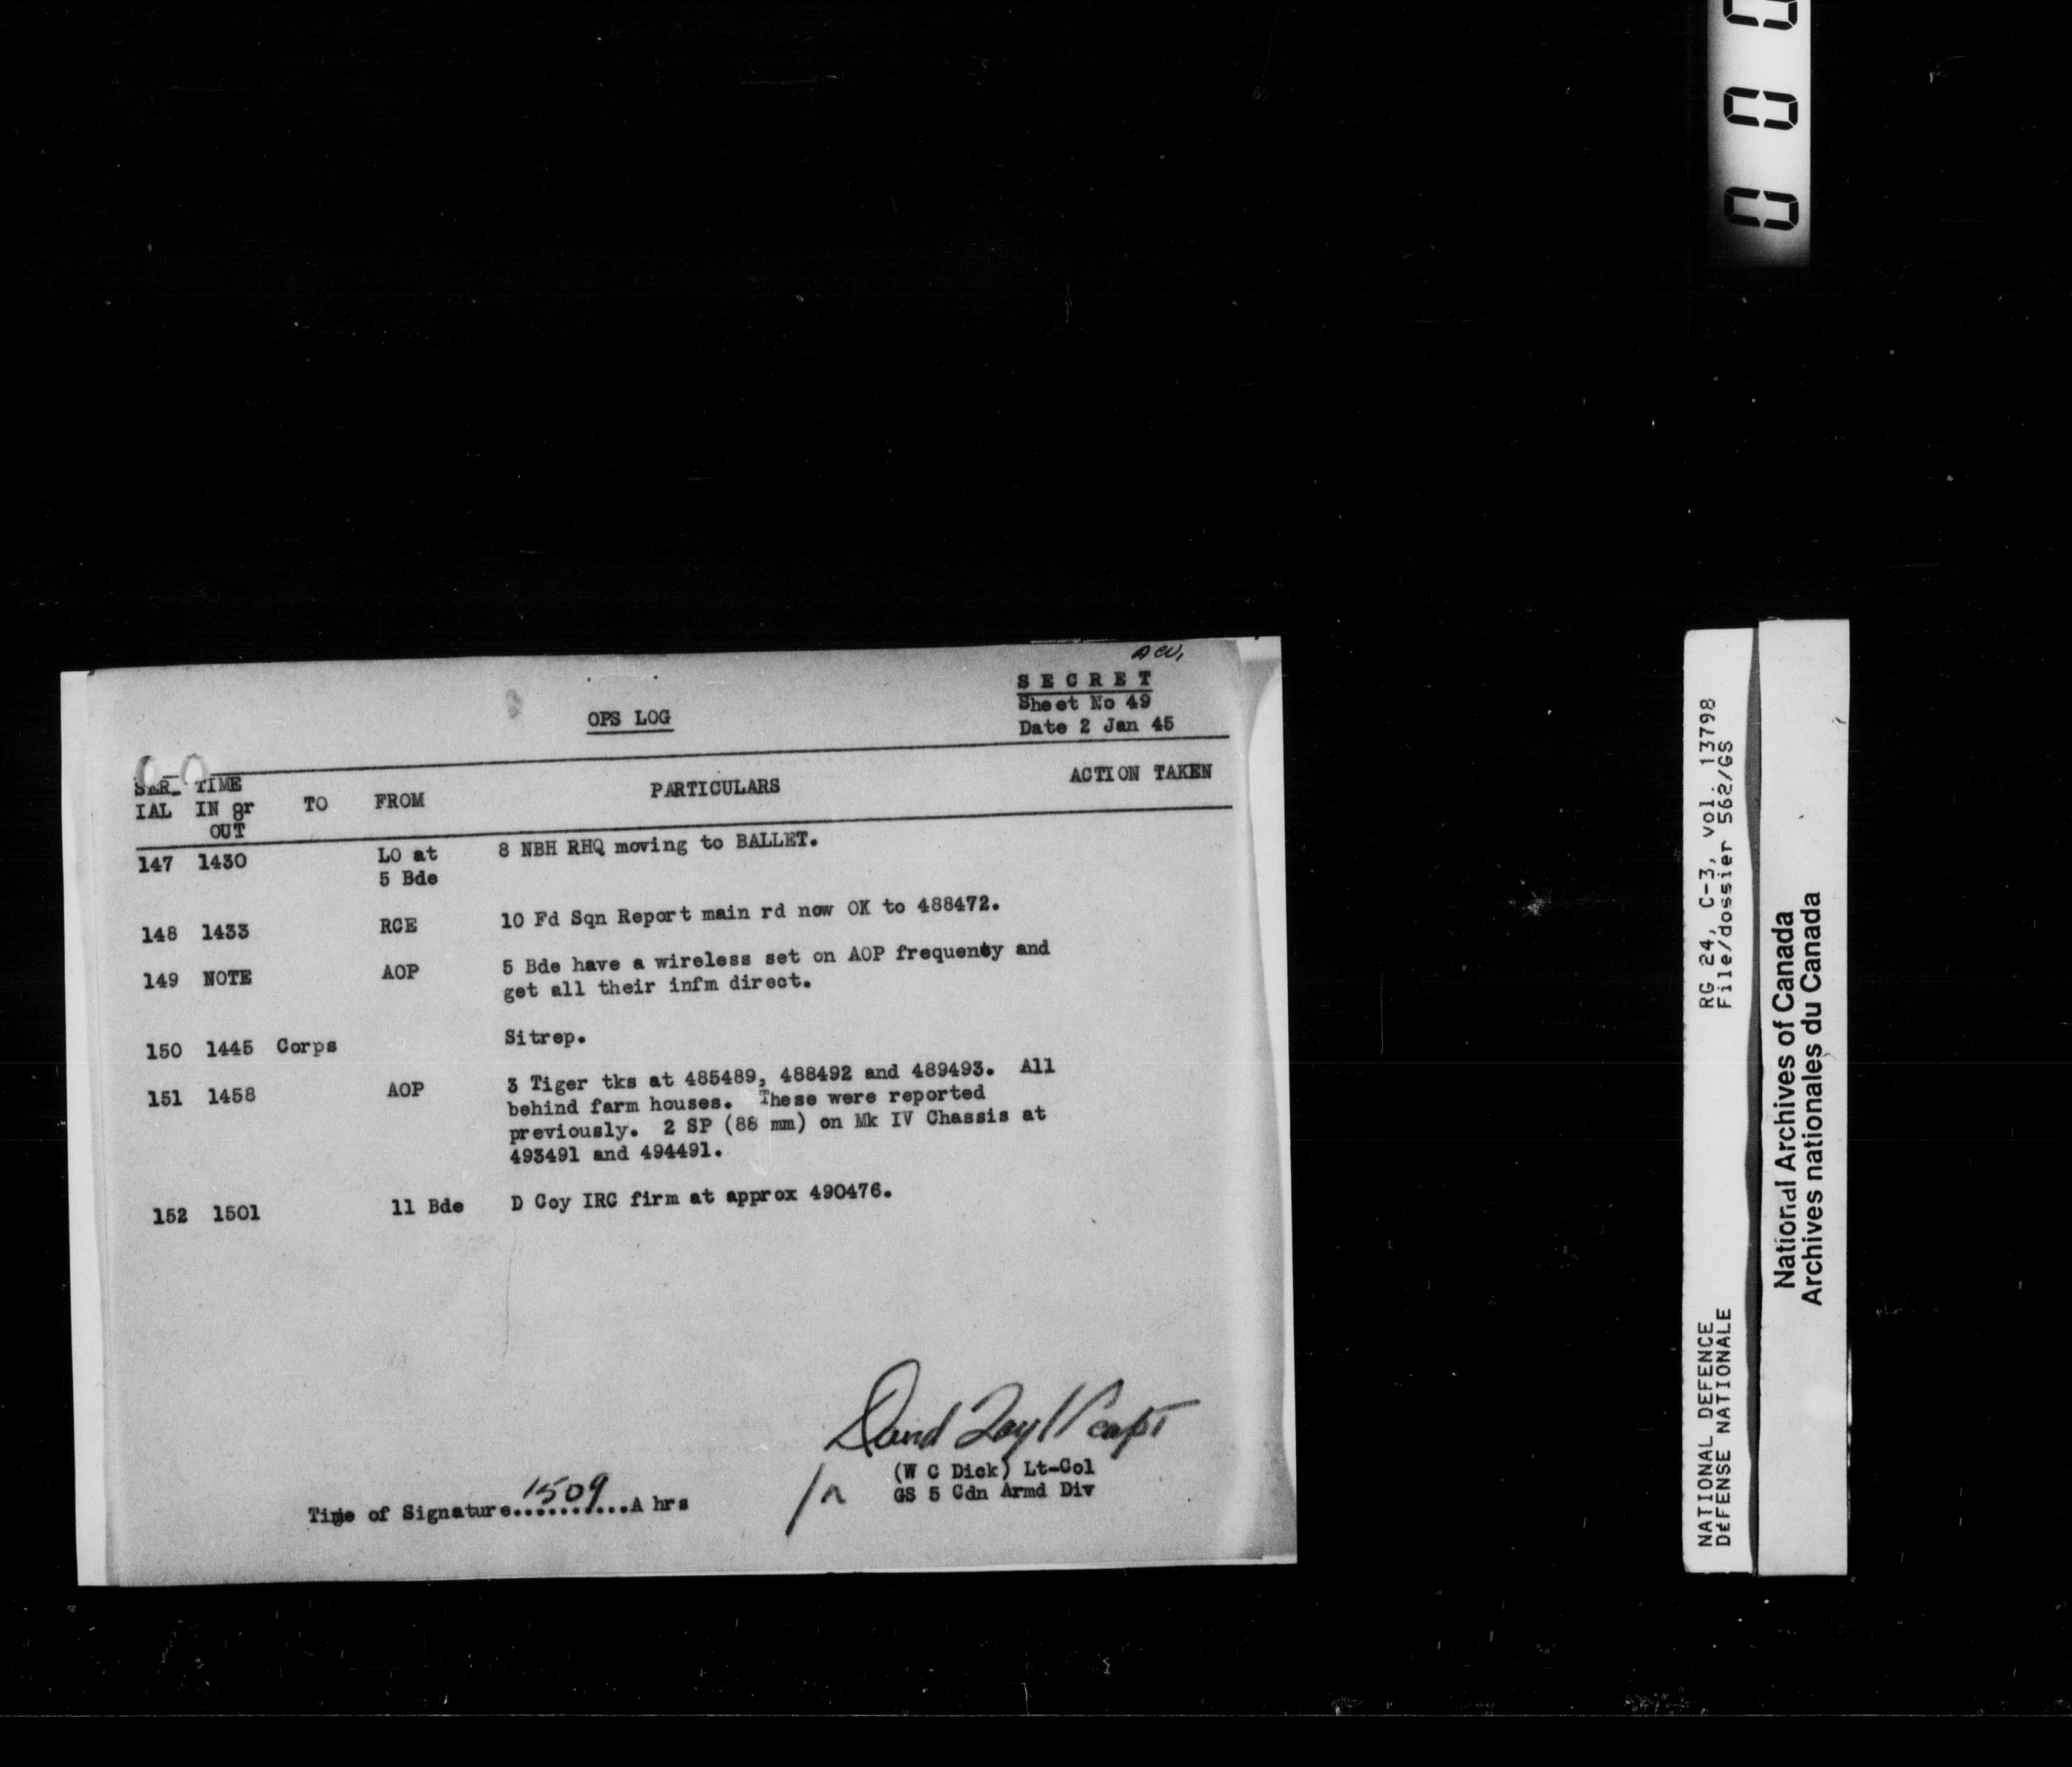 0 0 0
S E C R E T
Sheet No 49
Date 2 Jan 45
OPS LOG
SER_ TIME
IAL IN or TO FROM PARTICULARS ACTION TAKEN
OUT
147 1430 LO at 8 NBH RHQ moving to BALLET.
5 Bde
148 1433 RCE 10 Fd Sqn Report main rd now OK to 488472.
149 NOTE AOP 5 Bde have a wireless set on AOP frequency and
get all their infm direct.
150 1445 Corps Sitrep.
151 1458 AOP 3 Tiger tks at 485489, 488492 and 489493. All
behind farm houses. These were reported
previously. 2 SP (88 mm) on Mk IV Chassis at
493491 and 494491.
152 1501 11 Bde D Coy IRC firm at approx 490476.
David Capt
(W C Dick) Lt-Col
GS 5 Cdn Armd Div
Time of Signature 1509 A hrs
RG 24, C-3, vol. 13798
File/dossier 562/GS
NATIONAL DEFENCE
DÉFENSE NATIONALE
National Archives of Canada
Archives nationales du Canada